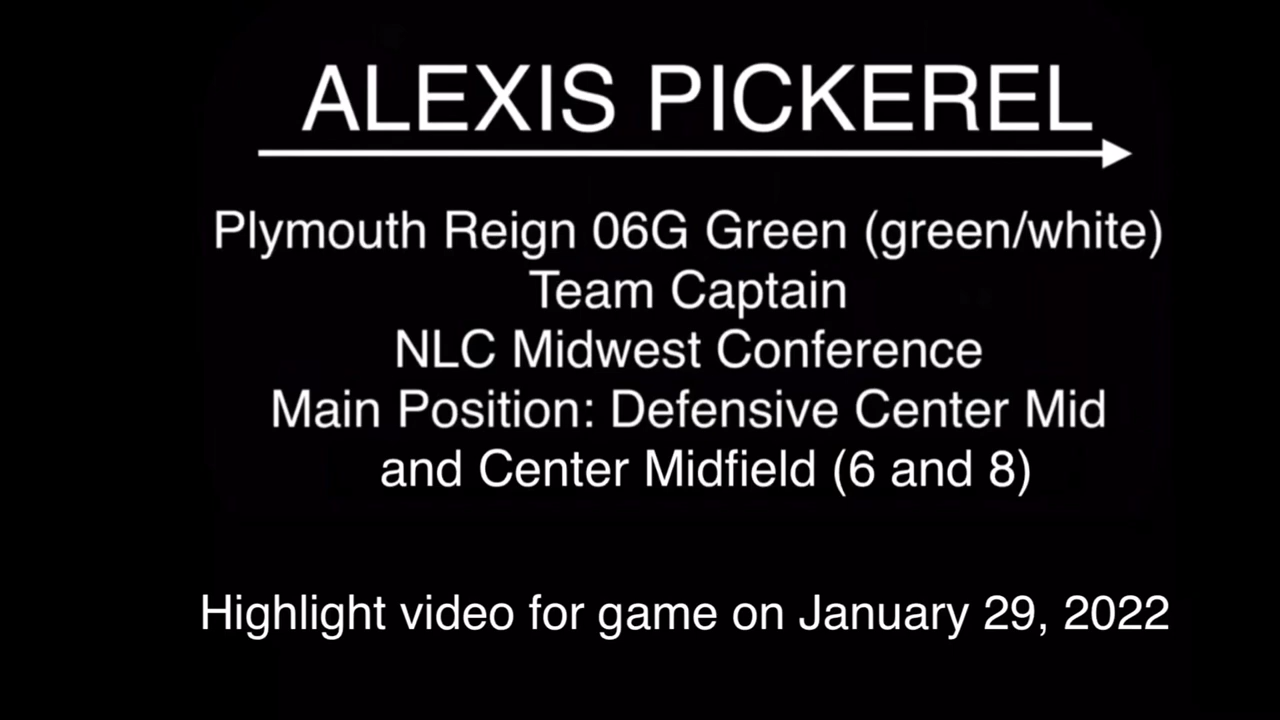 ALEXIS PICKEREL
Plymouth Reign 06G Green (green/white)
Team Captain
NLC Midwest Conference
Main Position: Defensive Center Mid
and Center Midfield (6 and 8)
Highlight video for game on January 29, 2022